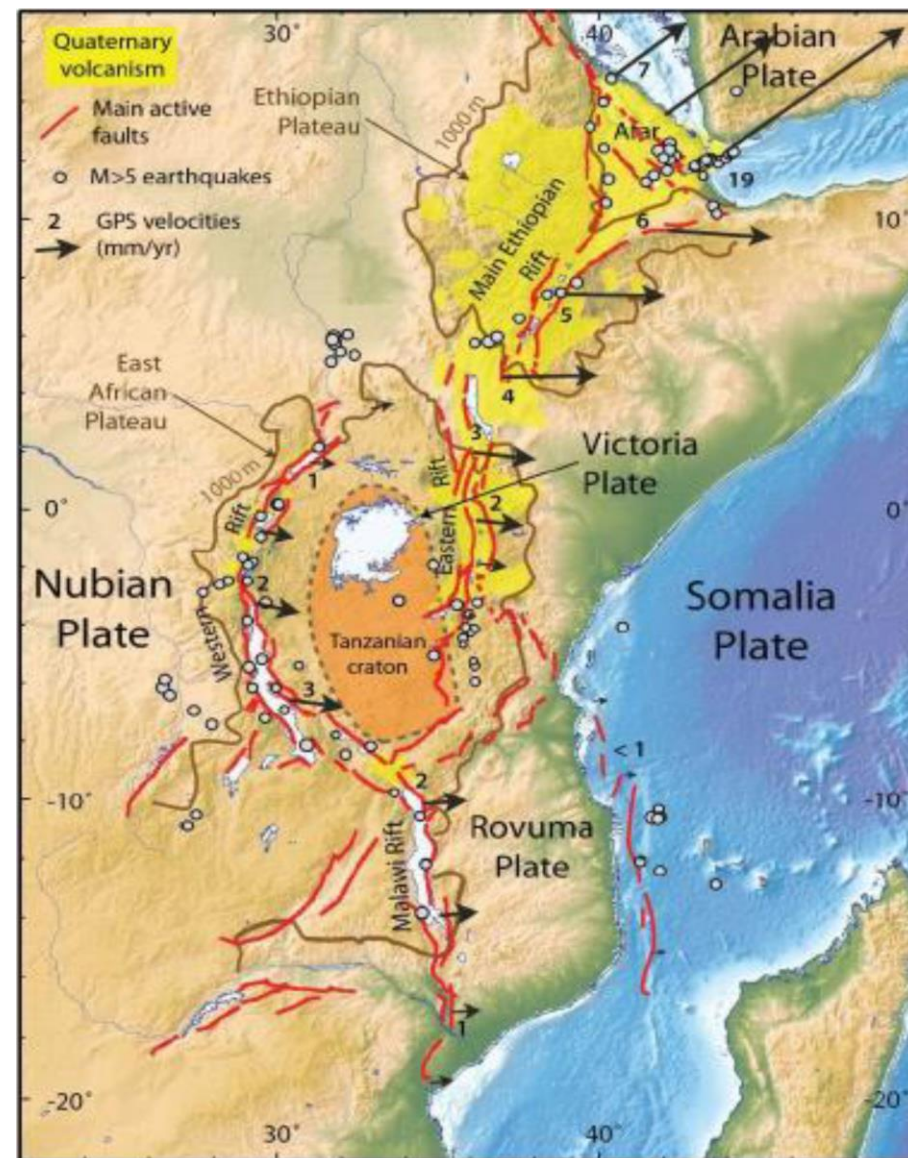 30°
40
Quaternary
volcanism
Main active
faults
M>5 earthquakes
2
GPS velocities
(mm/yr)
Ethiopian
Plateau
1000 m
Arabian
Plate
7
Afar
19
6
10°
Main Ethiopian
Rift
5
4
East
African
Plateau
1000 m
3
Victoria
Plate
1
Rift
Rift
2
0°
0°
Eastern
Nubian
Plate
2
Western
Tanzanian
craton
Somalia
Plate
3
< 1
2
-10°
-10°
Rovuma
Plate
Malawi Rift
1
-20°
-20°
30°
40°